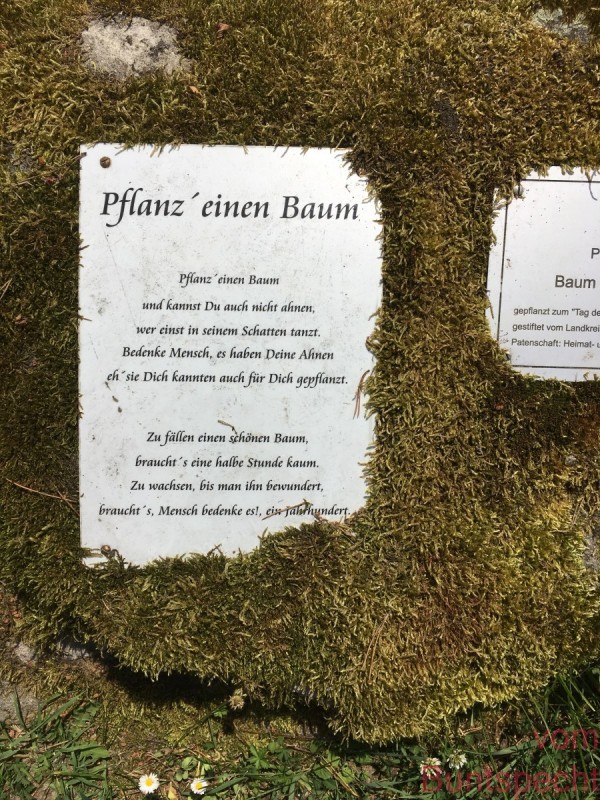 Pflanz´einen Baum
Pflanz´einen Baum
und kannst Du auch nicht ahnen,
wer einst in seinem Schatten tanzt.
Bedenke Mensch, es haben Deine Ahnen
eh´sie Dich kannten auch für Dich gepflanzt.
Zu fällen einen schönen Baum,
braucht´s eine halbe Stunde kaum.
Zu wachsen, bis man ihn bewundert,
braucht´s, Mensch bedenke es!, ein Jahrhundert.
P
Baum
gepflanzt zum "Tag de
gestiftet vom Landkrei
Patenschaft: Heimat- u
vom
Buntspecht